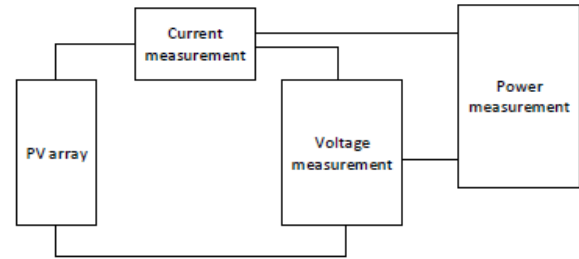 Current
measurement
Power
measurement
PV array
Voltage
measurement